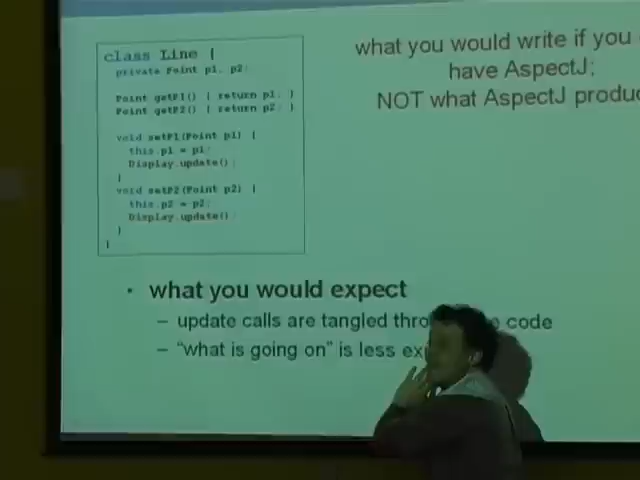 what you would write if you
have AspectJ;
NOT what AspectJ
class Line {
private Point p1, p2;
Point getP1() { return p1; }
Point getP2() { return p2; }
void setP1(Point p1) {
this.p1 = p1;
Display.update();
}
void setP2(Point p2) {
this.p2 = p2;
Display.update();
}
}
• what you would expect
– update calls are tangled code
– "what is going on" is less